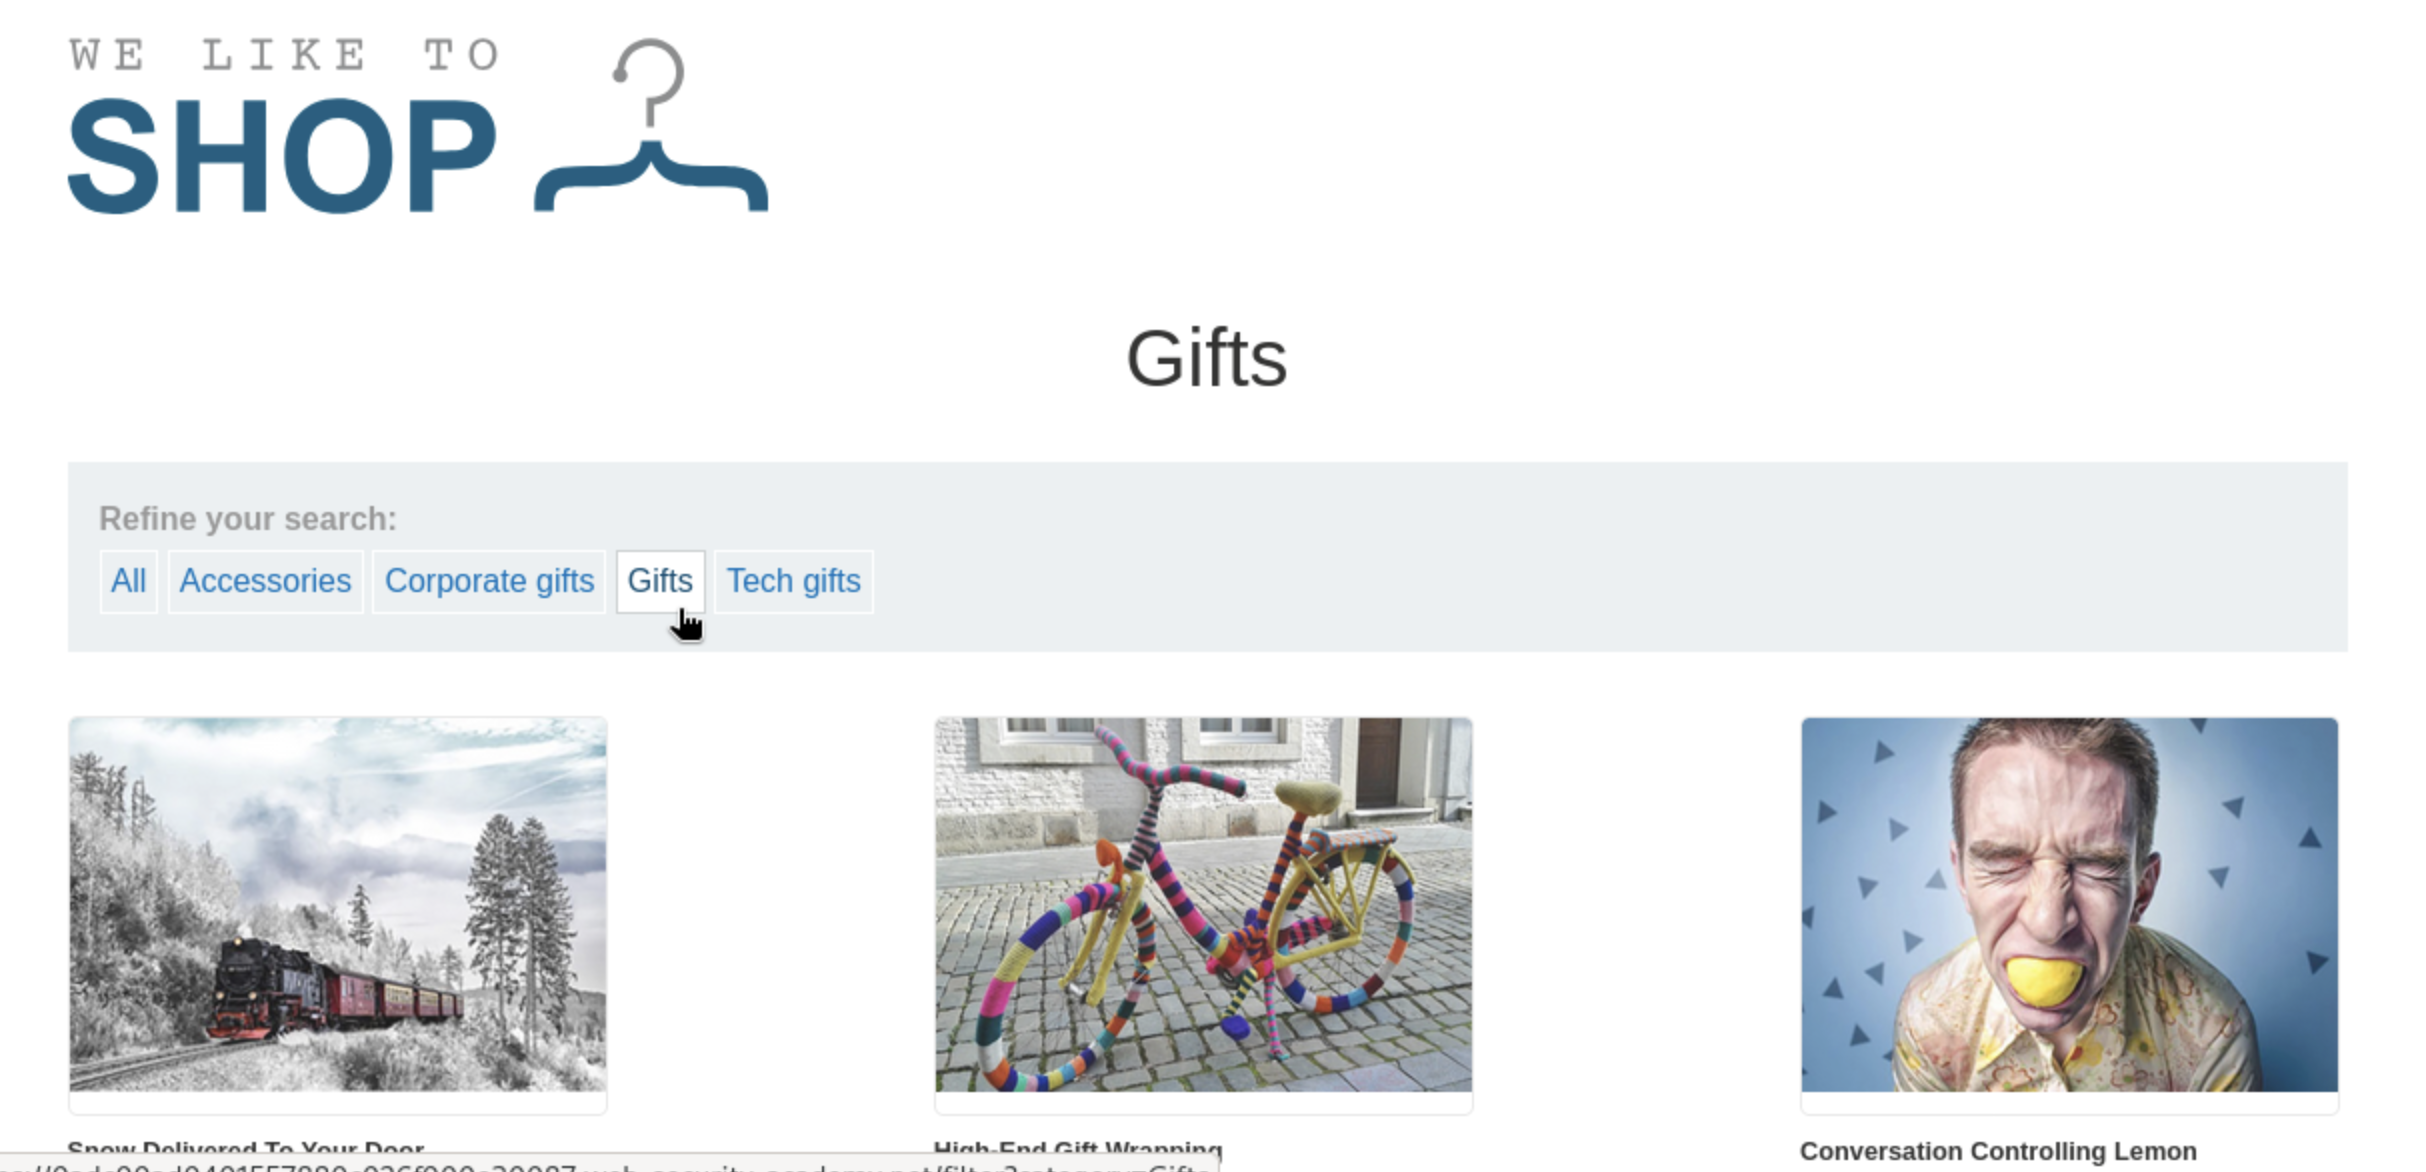 WE LIKE TO
SHOP
Gifts
Refine your search:
All Accessories Corporate gifts Gifts Tech gifts
Snow Delivered To Your Door High-End Gift Wrapping Conversation Controlling Lemon
web-security-academy.net/filter?category=Gifts